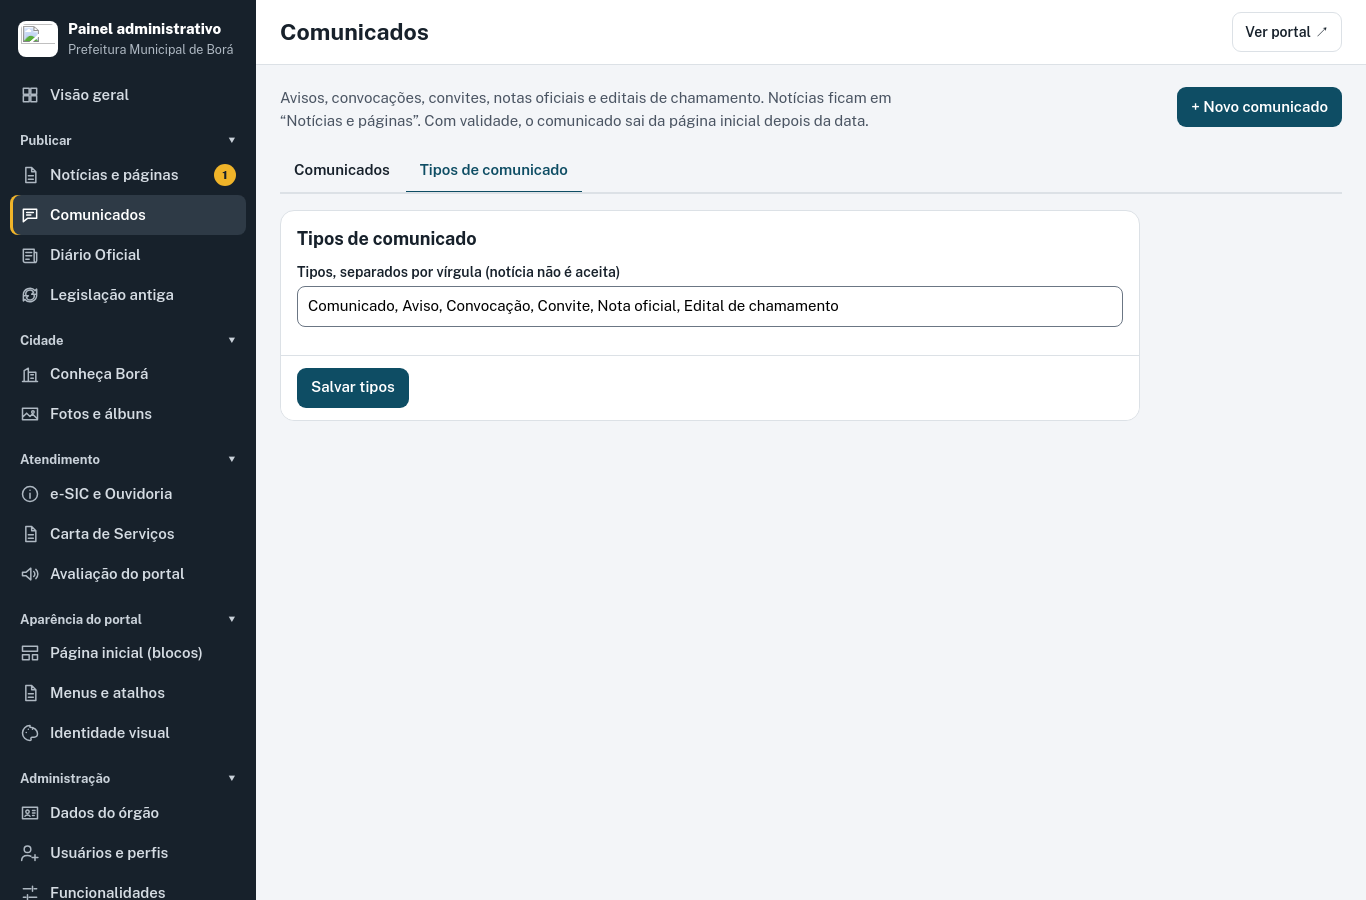 Painel administrativo
Prefeitura Municipal de Borá
Visão geral
Publicar
Notícias e páginas 1
Comunicados
Diário Oficial
Legislação antiga
Cidade
Conheça Borá
Fotos e álbuns
Atendimento
e-SIC e Ouvidoria
Carta de Serviços
Avaliação do portal
Aparência do portal
Página inicial (blocos)
Menus e atalhos
Identidade visual
Administração
Dados do órgão
Usuários e perfis
Funcionalidades
Comunicados
Ver portal ↗
Avisos, convocações, convites, notas oficiais e editais de chamamento. Notícias ficam em
“Notícias e páginas”. Com validade, o comunicado sai da página inicial depois da data.
+ Novo comunicado
Comunicados Tipos de comunicado
Tipos de comunicado
Tipos, separados por vírgula (notícia não é aceita)
Comunicado, Aviso, Convocação, Convite, Nota oficial, Edital de chamamento
Salvar tipos